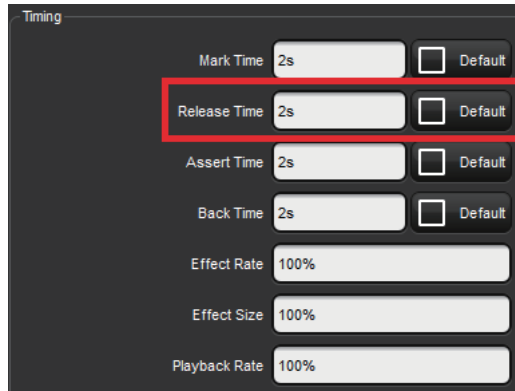 Timing
Mark Time 2s Default
Release Time 2s Default
Assert Time 2s Default
Back Time 2s Default
Effect Rate 100%
Effect Size 100%
Playback Rate 100%